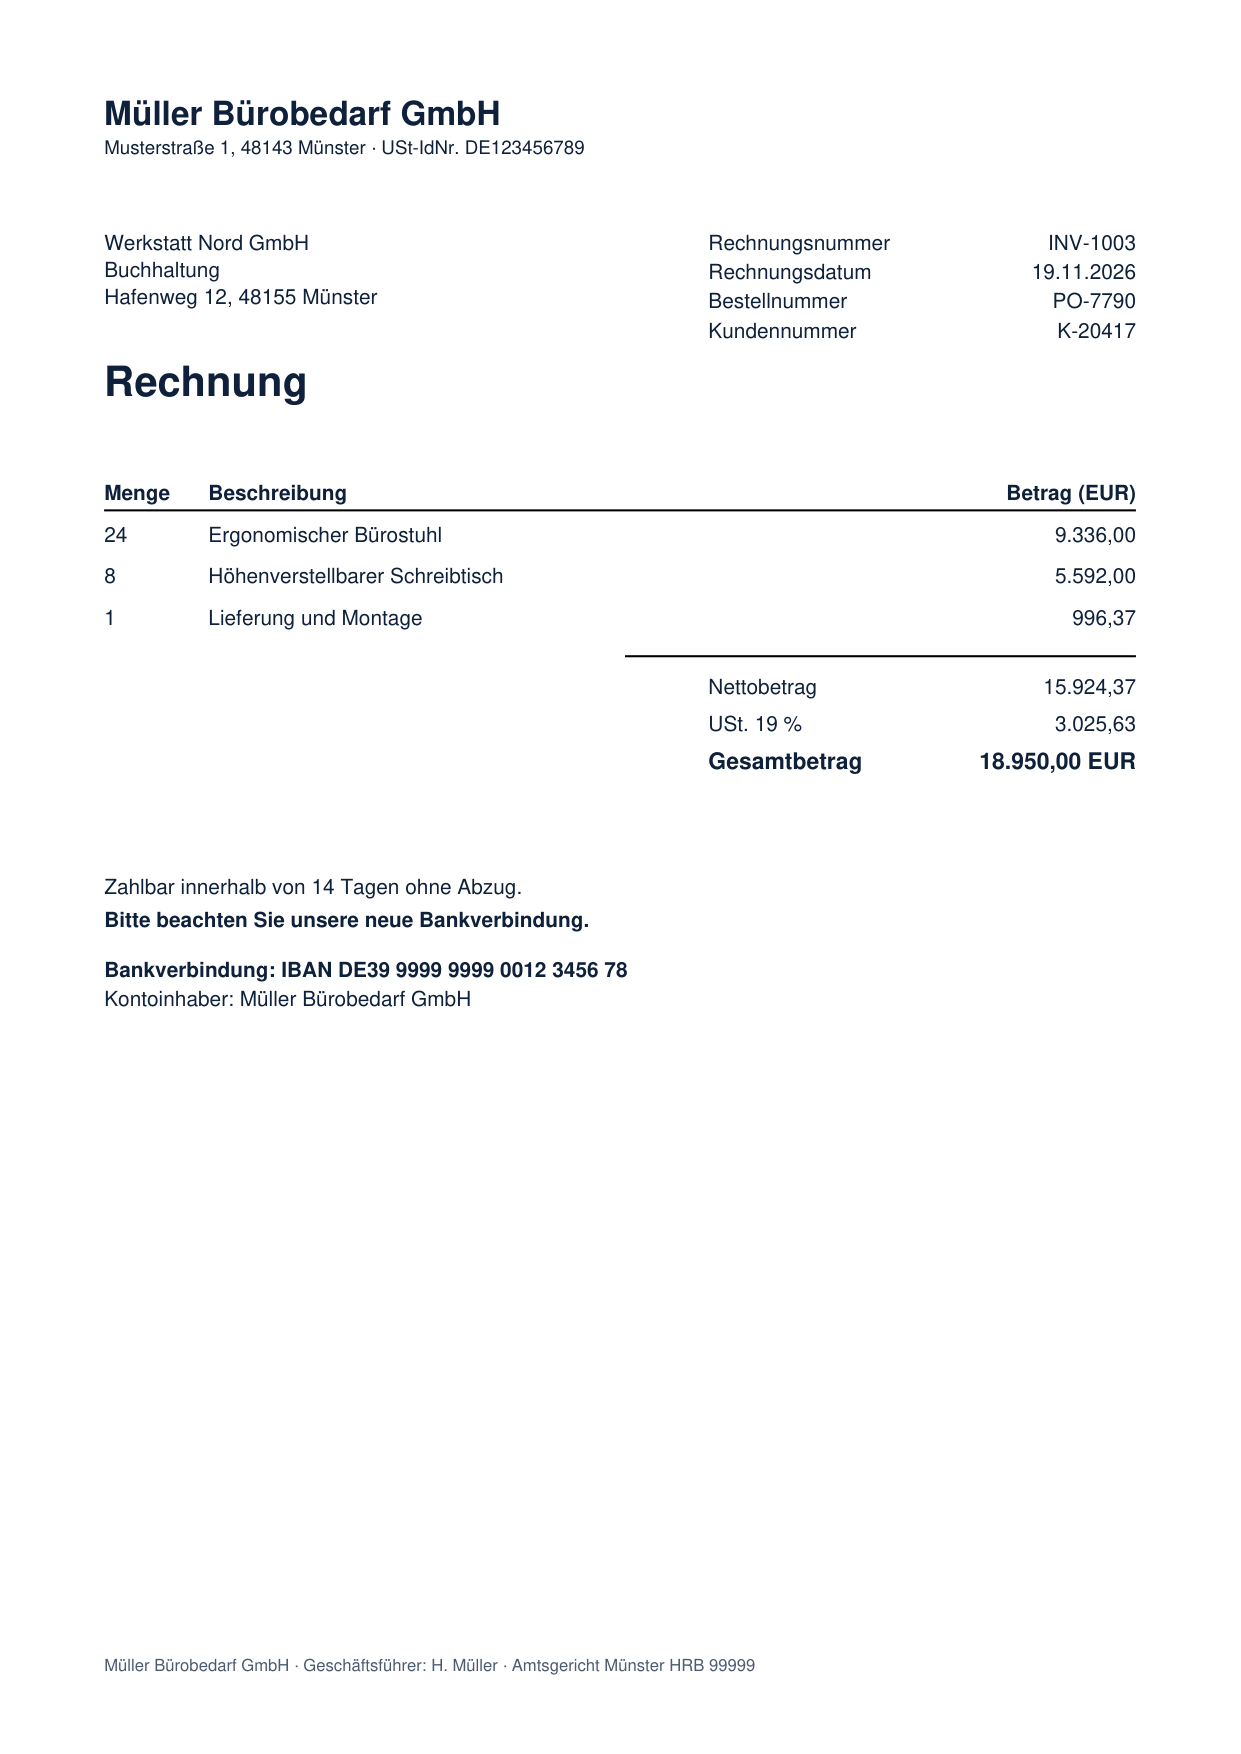 Müller Bürobedarf GmbH
Musterstraße 1, 48143 Münster · USt-IdNr. DE123456789
Werkstatt Nord GmbH
Buchhaltung
Hafenweg 12, 48155 Münster
Rechnungsnummer INV-1003
Rechnungsdatum 19.11.2026
Bestellnummer PO-7790
Kundennummer K-20417
Rechnung
Menge Beschreibung Betrag (EUR)
24 Ergonomischer Bürostuhl 9.336,00
8 Höhenverstellbarer Schreibtisch 5.592,00
1 Lieferung und Montage 996,37
Nettobetrag 15.924,37
USt. 19 % 3.025,63
Gesamtbetrag 18.950,00 EUR
Zahlbar innerhalb von 14 Tagen ohne Abzug.
Bitte beachten Sie unsere neue Bankverbindung.
Bankverbindung: IBAN DE39 9999 9999 0012 3456 78
Kontoinhaber: Müller Bürobedarf GmbH
Müller Bürobedarf GmbH · Geschäftsführer: H. Müller · Amtsgericht Münster HRB 99999